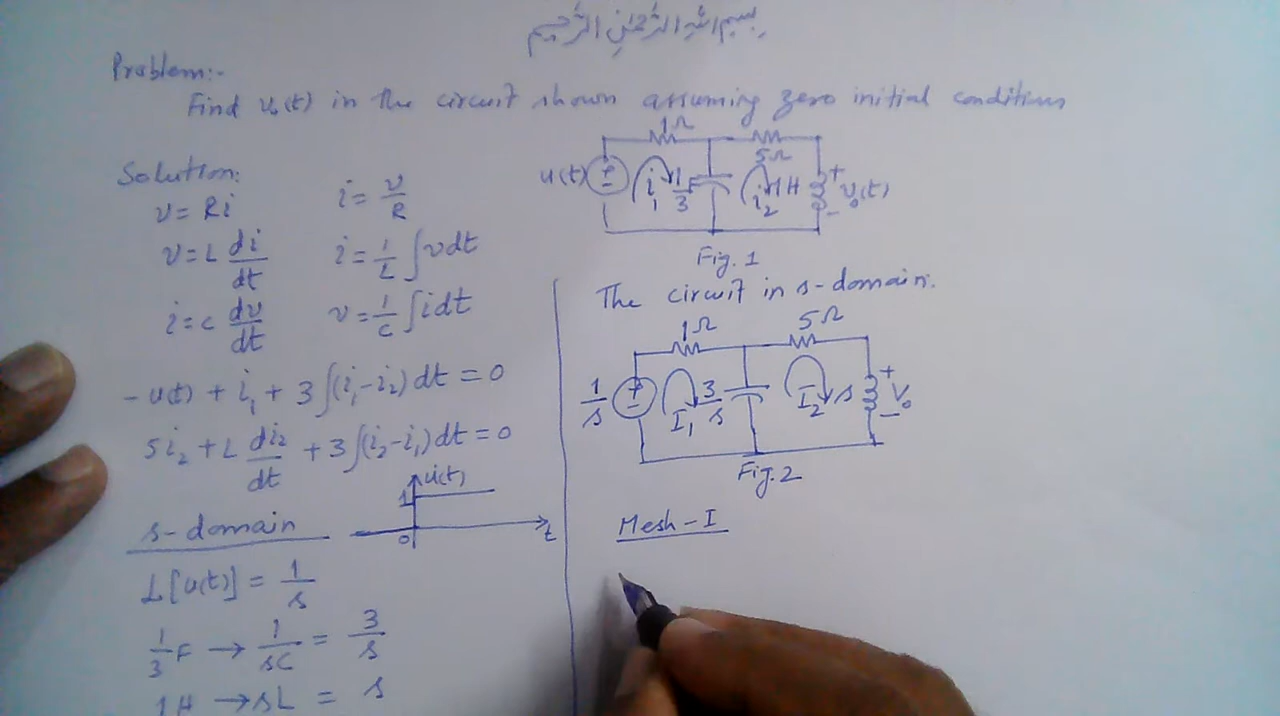 بسم الله الرحمن الرحيم
Problem:-
Find v₀(t) in the circuit shown assuming zero initial conditions
Solution:
v = Ri
i = v/R
v = L di/dt
i = 1/L ∫v dt
i = c dv/dt
v = 1/c ∫i dt
-u(t) + i₁ + 3∫(i₁-i₂) dt = 0
5i₂ + L di₂/dt + 3∫(i₂-i₁) dt = 0
u(t)
1
0
t
s-domain
L[u(t)] = 1/s
1/3 F → 1/sC = 3/s
1H → sL = s
1Ω
5Ω
u(t)
+
-
i₁
1/3 F
i₂
1H
+
v₀(t)
-
Fig. 1
The circuit in s-domain.
1Ω
5Ω
1/s
+
-
I₁
3/s
I₂
s
+
V₀
-
Fig. 2
Mesh-I